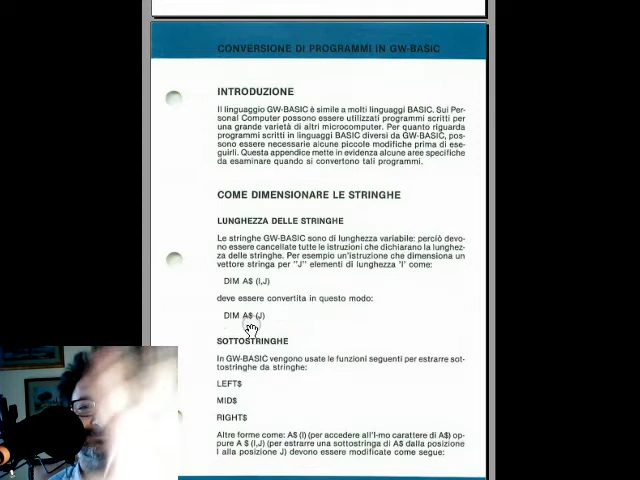 CONVERSIONE DI PROGRAMMI IN GW-BASIC
INTRODUZIONE
Il linguaggio GW-BASIC è simile a molti linguaggi BASIC. Sul Per-
sonal Computer possono essere utilizzati programmi scritti per
una grande varietà di altri microcomputer. Per quanto riguarda
programmi scritti in linguaggi BASIC diversi da GW-BASIC, pos-
sono essere necessarie alcune piccole modifiche prima di ese-
guirli. Questa appendice mette in evidenza alcune aree specifiche
da esaminare quando si convertono tali programmi.
COME DIMENSIONARE LE STRINGHE
LUNGHEZZA DELLE STRINGHE
Le stringhe GW-BASIC sono di lunghezza variabile: perciò devo-
no essere cancellate tutte le istruzioni che dichiarano la lunghez-
za delle stringhe. Per esempio un'istruzione che dimensiona un
vettore stringa per "J" elementi di lunghezza 'I' come:
DIM A$ (I,J)
deve essere convertita in questo modo:
DIM A$ (J)
SOTTOSTRINGHE
In GW-BASIC vengono usate le funzioni seguenti per estrarre sot-
tostringhe da stringhe:
LEFT$
MID$
RIGHT$
Altre forme come: A$ (I) (per accedere all'I-mo carattere di A$) op-
pure A $ (I,J) (per estrarre una sottostringa di A$ dalla posizione
I alla posizione J) devono essere modificate come segue: